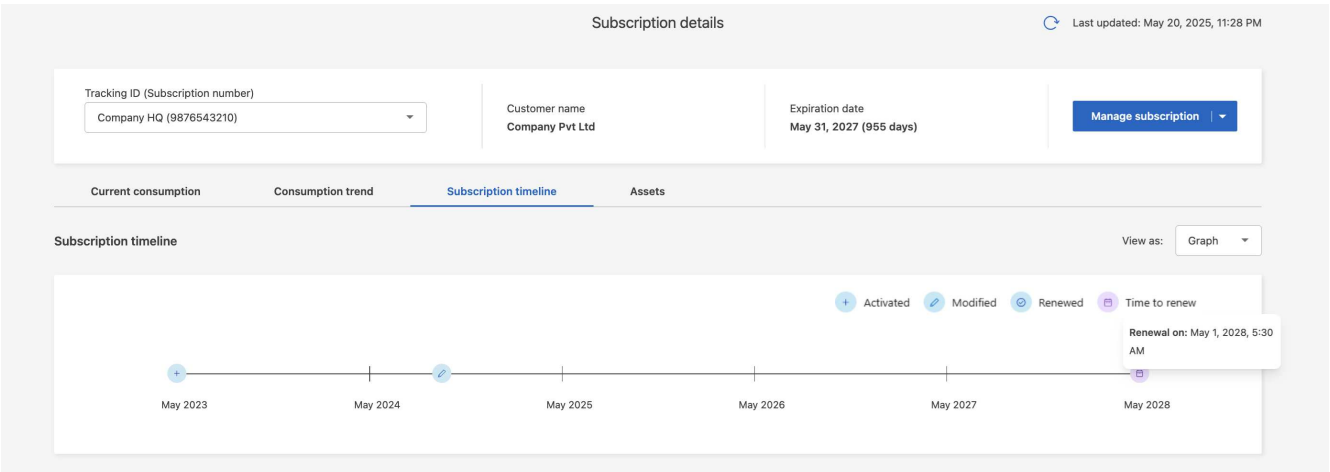 Subscription details
Last updated: May 20, 2025, 11:28 PM
Tracking ID (Subscription number)
Company HQ (9876543210)
Customer name
Company Pvt Ltd
Expiration date
May 31, 2027 (955 days)
Manage subscription
Current consumption
Consumption trend
Subscription timeline
Assets
Subscription timeline
View as:
Graph
Activated
Modified
Renewed
Time to renew
Renewal on: May 1, 2028, 5:30
AM
May 2023
May 2024
May 2025
May 2026
May 2027
May 2028